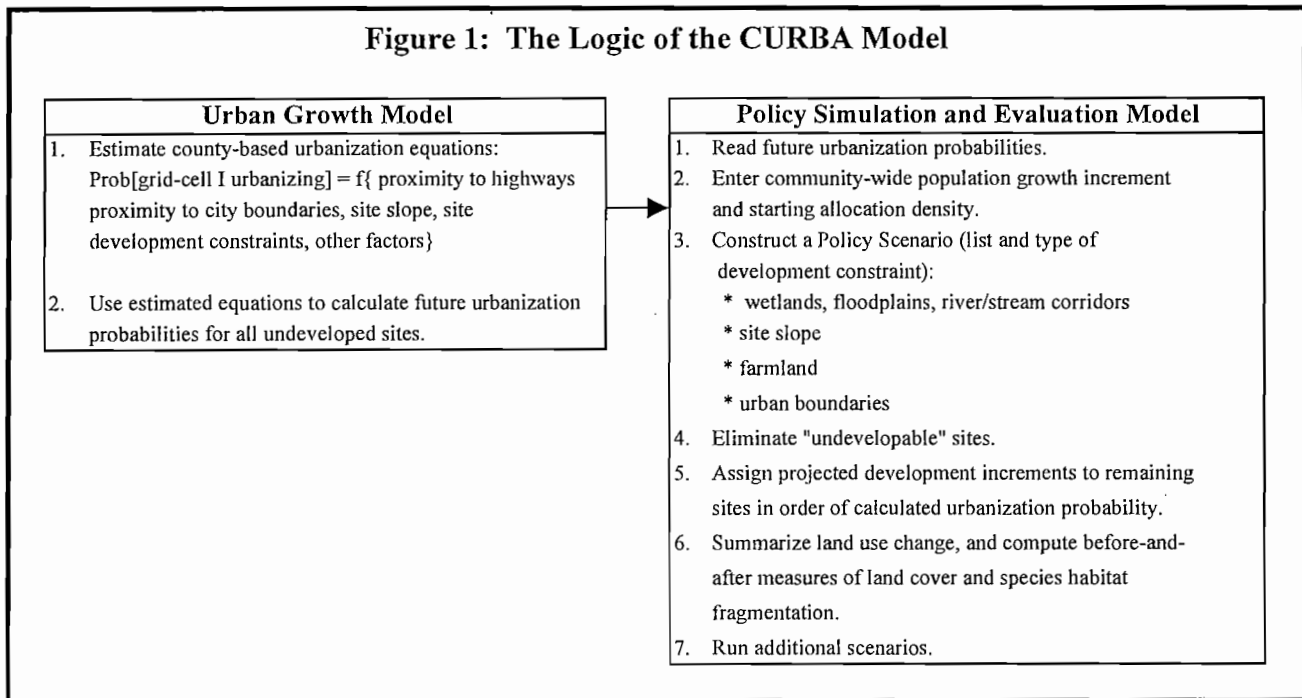 Figure 1: The Logic of the CURBA Model
Urban Growth Model
1. Estimate county-based urbanization equations:
Prob[grid-cell I urbanizing] = f{ proximity to highways
proximity to city boundaries, site slope, site
development constraints, other factors}
2. Use estimated equations to calculate future urbanization
probabilities for all undeveloped sites.
Policy Simulation and Evaluation Model
1. Read future urbanization probabilities.
2. Enter community-wide population growth increment
and starting allocation density.
3. Construct a Policy Scenario (list and type of
development constraint):
* wetlands, floodplains, river/stream corridors
* site slope
* farmland
* urban boundaries
4. Eliminate "undevelopable" sites.
5. Assign projected development increments to remaining
sites in order of calculated urbanization probability.
6. Summarize land use change, and compute before-and-
after measures of land cover and species habitat
fragmentation.
7. Run additional scenarios.